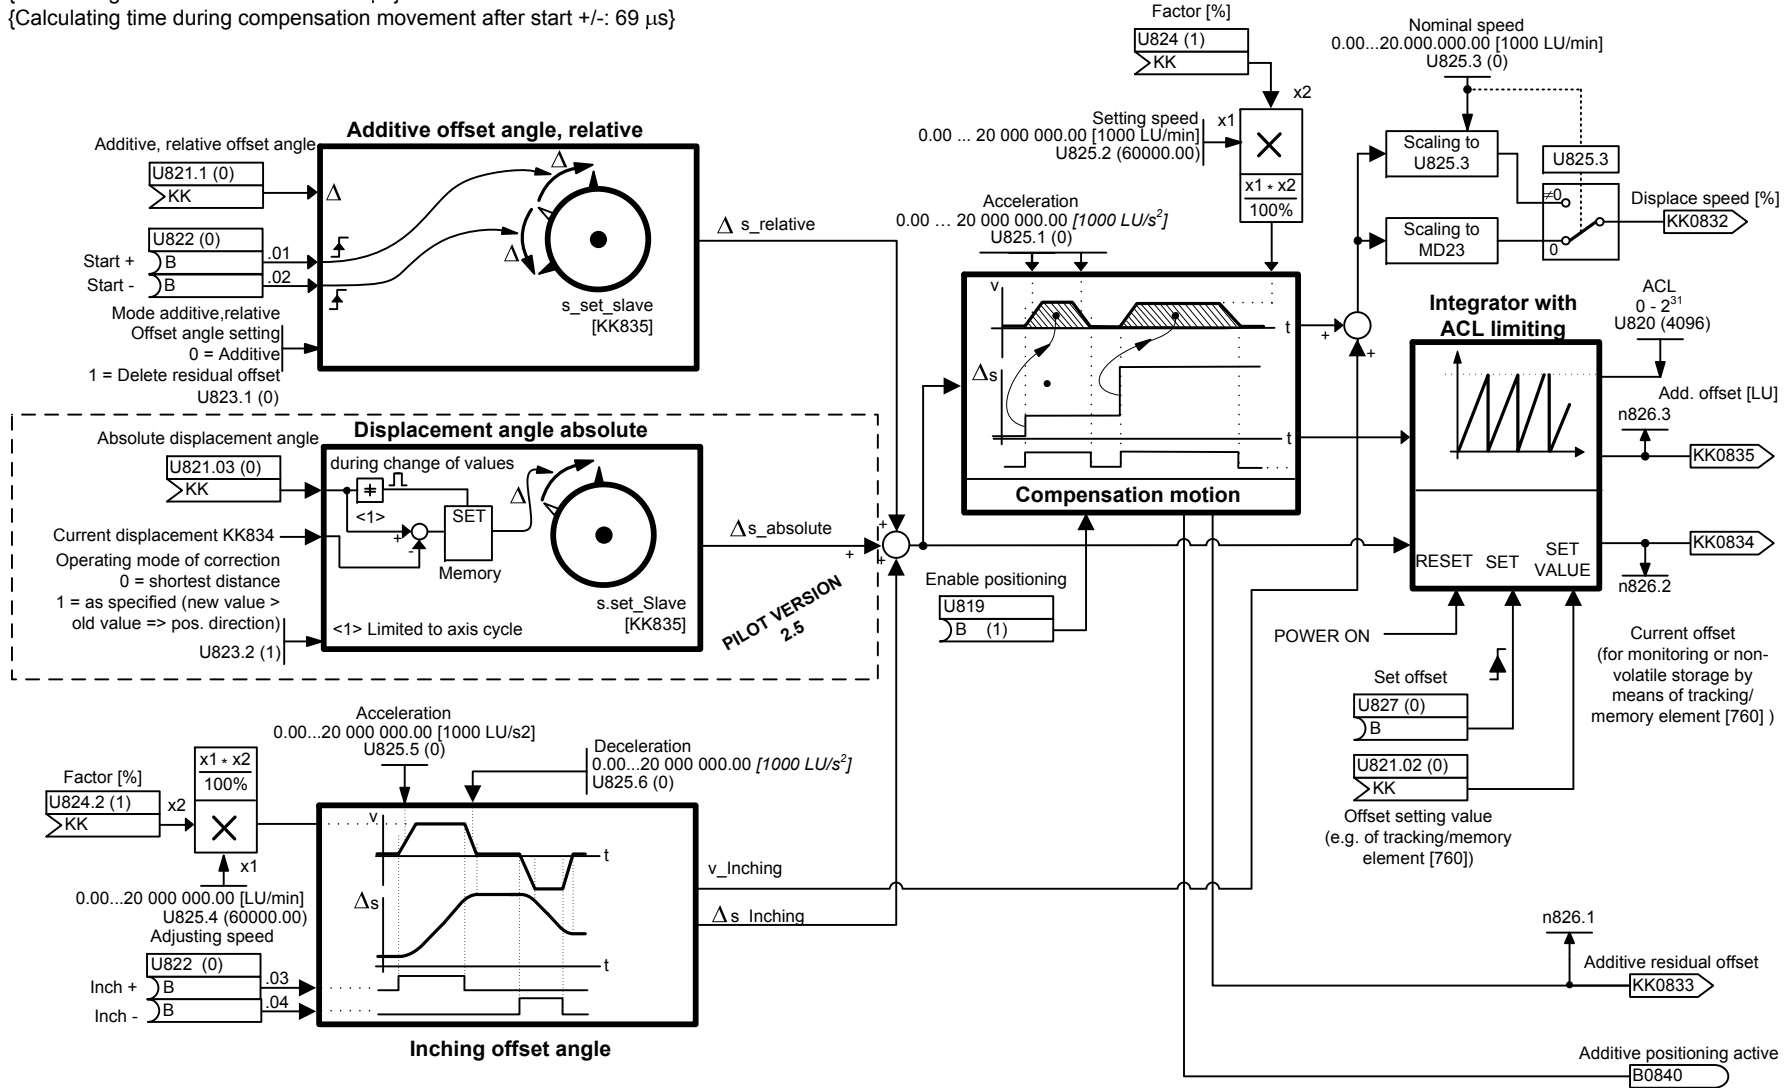 {Calculating time during compensation movement after start +/-: 69 μs}
Additive offset angle, relative
Additive, relative offset angle
U821.1 (0)
KK
Δ
Δ
Δ
U822 (0)
Start +
B
.01
Start -
B
.02
s_set_slave
[KK835]
Mode additive,relative
Offset angle setting
0 = Additive
1 = Delete residual offset
U823.1 (0)
Δ s_relative
Displacement angle absolute
Absolute displacement angle
U821.03 (0)
KK
during change of values
≠
<1>
SET
Δ
+
-
Memory
Current displacement KK834
Operating mode of correction
0 = shortest distance
1 = as specified (new value >
old value => pos. direction)
U823.2 (1)
<1> Limited to axis cycle
s.set_Slave
[KK835]
PILOT VERSION
2.5
Δ s_absolute
+
+
+
Factor [%]
U824 (1)
KK
x2
Setting speed
0.00 ... 20 000 000.00 [1000 LU/min]
U825.2 (60000.00)
x1
×
x1 * x2
100%
Acceleration
0.00 ... 20 000 000.00 [1000 LU/s2]
U825.1 (0)
v
t
Δs
t
Compensation motion
Enable positioning
U819
B (1)
Nominal speed
0.00...20.000.000.00 [1000 LU/min]
U825.3 (0)
Scaling to
U825.3
U825.3
≠0
0
Scaling to
MD23
Displace speed [%]
KK0832
+
+
Integrator with
ACL limiting
ACL
0 - 231
U820 (4096)
Add. offset [LU]
n826.3
KK0835
KK0834
n826.2
RESET
SET
SET
VALUE
POWER ON
Current offset
(for monitoring or non-
volatile storage by
means of tracking/
memory element [760] )
Set offset
U827 (0)
B
U821.02 (0)
KK
Offset setting value
(e.g. of tracking/memory
element [760])
Acceleration
0.00...20 000 000.00 [1000 LU/s2]
U825.5 (0)
Deceleration
0.00...20 000 000.00 [1000 LU/s2]
U825.6 (0)
Factor [%]
U824.2 (1)
KK
x2
x1 * x2
100%
×
x1
0.00...20 000 000.00 [LU/min]
U825.4 (60000.00)
Adjusting speed
U822 (0)
Inch +
B
.03
Inch -
B
.04
v
t
Δs
t
Inching offset angle
v_Inching
Δ s_Inching
n826.1
Additive residual offset
KK0833
Additive positioning active
B0840